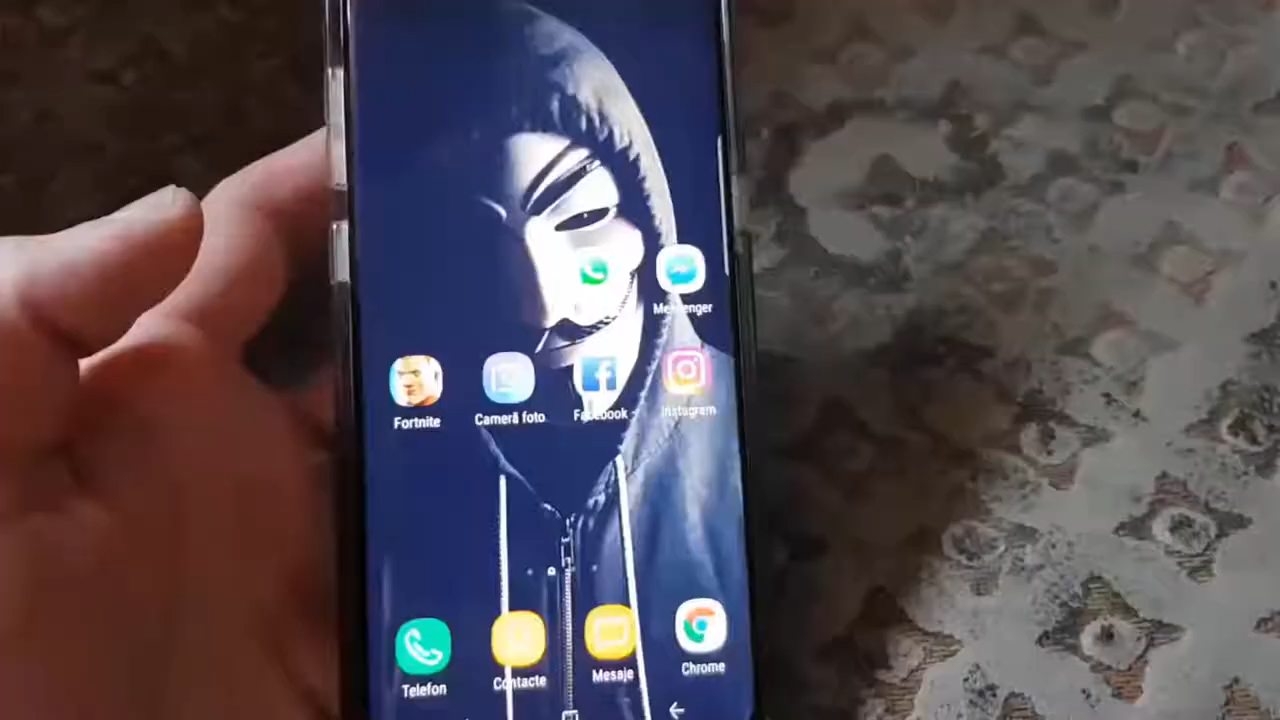 Messenger
Fortnite
Cameră foto
Facebook
Instagram
Telefon
Contacte
Mesaje
Chrome